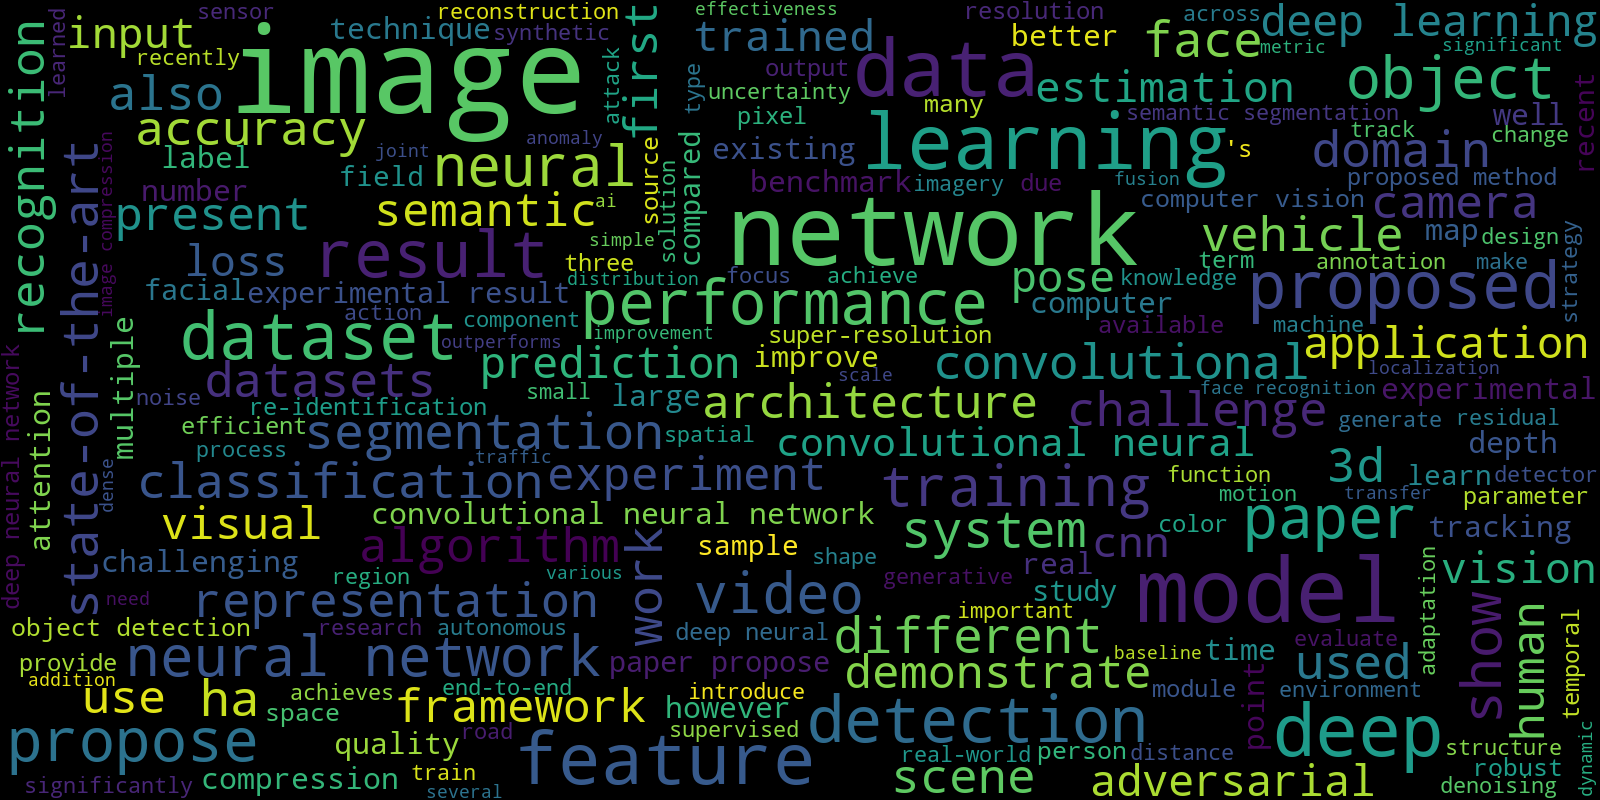 image
network
data
learning
model
deep
feature
detection
neural network
propose
performance
dataset
result
proposed
object
face
deep learning
input
recently
sensor
learned
reconstruction
technique
synthetic
effectiveness
resolution
across
trained
better
metric
significant
also
accuracy
attack
first
type
output
uncertainty
pixel
many
estimation
semantic segmentation
well
track
change
recent
recognition
state-of-the-art
image compression
label
number
anomaly
joint
field
neural
source
solution
compared
existing
benchmark
imagery
due
fusion
's
domain
proposed method
computer vision
camera
present
semantic
ai
simple
three
distribution
loss
facial
experimental result
action
component
outperforms
improvement
focus
achieve
pose
term
knowledge
computer
vehicle
map
design
annotation
make
strategy
available
machine
application
super-resolution
improve
scale
prediction
small
large
convolutional
localization
face recognition
experimental
datasets
noise
re-identification
efficient
process
multiple
attention
deep neural network
dense
segmentation
spatial
traffic
architecture
challenge
generate
residual
depth
convolutional neural
classification
experiment
training
function
motion
3d
learn
detector
transfer
parameter
visual
convolutional neural network
algorithm
work
sample
shape
system
cnn
color
paper
tracking
challenging
region
various
need
representation
video
generative
real
study
important
vision
adaptation
object detection
research
autonomous
deep neural
different
baseline
time
evaluate
show
human
temporal
provide
addition
paper propose
demonstrate
module
used
environment
point
use ha
achieves
end-to-end
space
framework
introduce
however
supervised
quality
road
real-world
person
distance
structure
robust
dynamic
significantly
compression
train
several
scene
adversarial
denoising